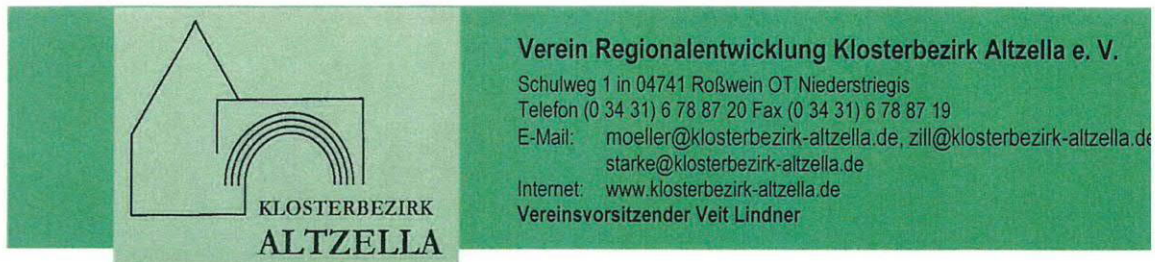 KLOSTERBEZIRK
ALTZELLA
Verein Regionalentwicklung Klosterbezirk Altzella e. V.
Schulweg 1 in 04741 Roßwein OT Niederstriegis
Telefon (0 34 31) 6 78 87 20 Fax (0 34 31) 6 78 87 19
E-Mail: moeller@klosterbezirk-altzella.de, zill@klosterbezirk-altzella.de
starke@klosterbezirk-altzella.de
Internet: www.klosterbezirk-altzella.de
Vereinsvorsitzender Veit Lindner